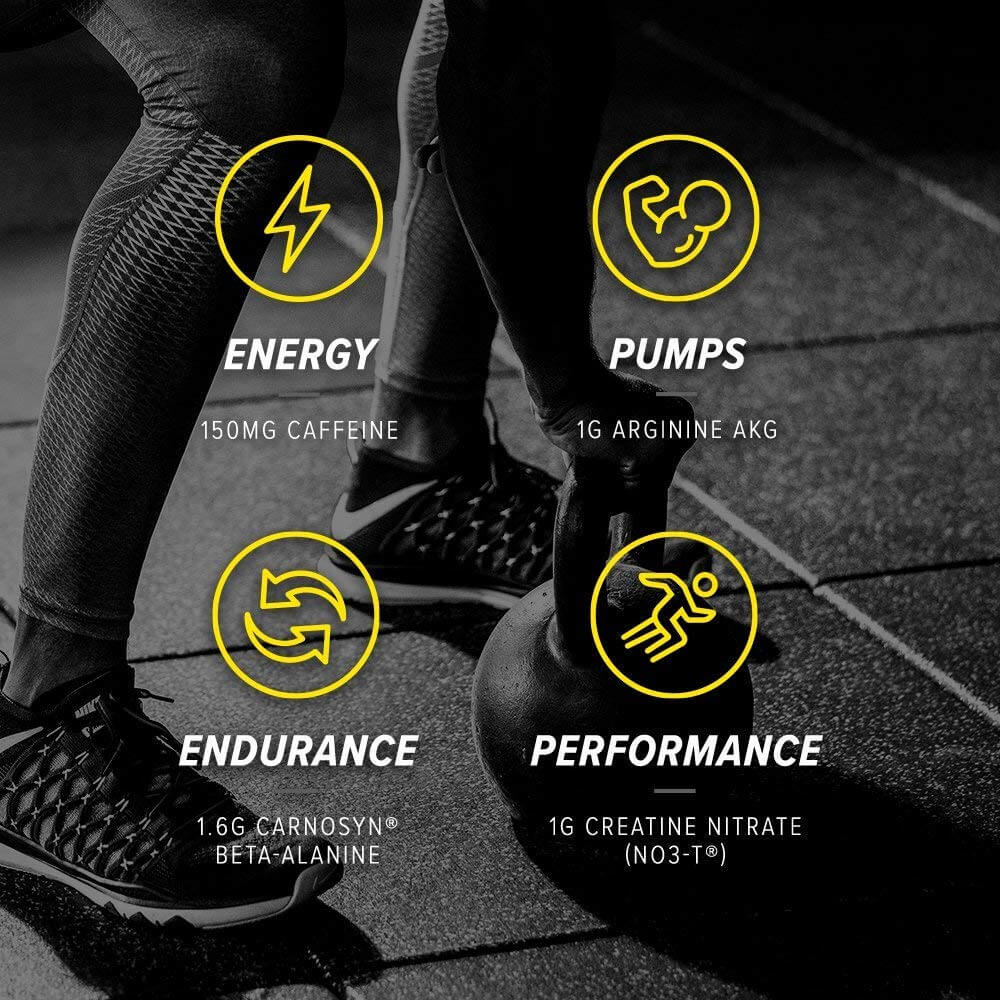 ENERGY
150MG CAFFEINE
PUMPS
1G ARGININE AKG
ENDURANCE
1.6G CARNOSYN®
BETA-ALANINE
PERFORMANCE
1G CREATINE NITRATE
(NO3-T®)